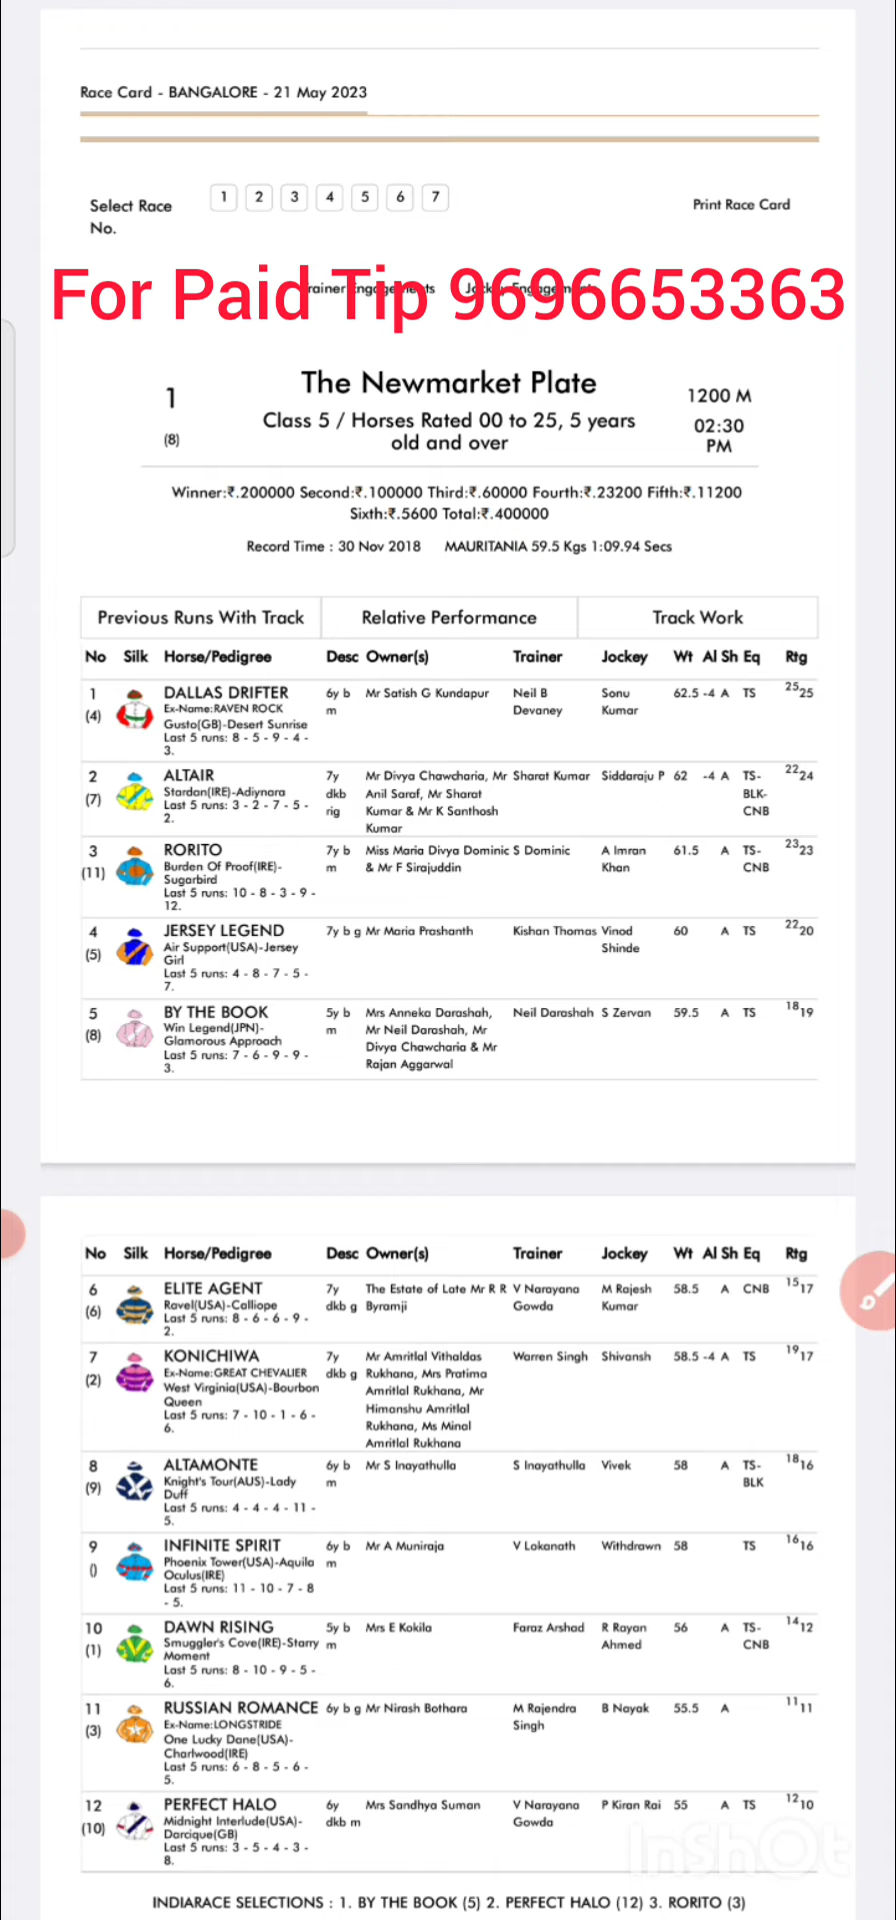 Race Card - BANGALORE - 21 May 2023
Select Race No.
1 2 3 4 5 6 7
Print Race Card
For Paid Tip 9696653363
1
(8)
The Newmarket Plate
Class 5 / Horses Rated 00 to 25, 5 years
old and over
1200 M
02:30
PM
Winner:₹.200000 Second:₹.100000 Third:₹.60000 Fourth:₹.23200 Fifth:₹.11200
Sixth:₹.5600 Total:₹.400000
Record Time : 30 Nov 2018 MAURITANIA 59.5 Kgs 1:09.94 Secs
Previous Runs With Track Relative Performance Track Work
No Silk Horse/Pedigree Desc Owner(s) Trainer Jockey Wt Al Sh Eq Rtg
1 DALLAS DRIFTER 6y b Mr Satish G Kundapur Neil B Sonu 62.5 -4 A TS 25 25
(4) Ex-Name:RAVEN ROCK m Devaney Kumar
Gusto(GB)-Desert Sunrise
Last 5 runs: 8 - 5 - 9 - 4 -
3.
2 ALTAIR 7y Mr Divya Chawcharia, Mr Sharat Kumar Siddaraju P 62 -4 A TS- 22 24
(7) Stardan(IRE)-Adiynara dkb Anil Saraf, Mr Sharat BLK-
Last 5 runs: 3 - 2 - 7 - 5 - rig Kumar & Mr K Santhosh CNB
2. Kumar
3 RORITO 7y b Miss Maria Divya Dominic S Dominic A Imran 61.5 A TS- 23 23
(11) Burden Of Proof(IRE)- m & Mr F Sirajuddin Khan CNB
Sugarbird
Last 5 runs: 10 - 8 - 3 - 9 -
12.
4 JERSEY LEGEND 7y b g Mr Maria Prashanth Kishan Thomas Vinod 60 A TS 22 20
(5) Air Support(USA)-Jersey Shinde
Girl
Last 5 runs: 4 - 8 - 7 - 5 -
7.
5 BY THE BOOK 5y b Mrs Anneka Darashah, Neil Darashah S Zervan 59.5 A TS 18 19
(8) Win Legend(JPN)- m Mr Neil Darashah, Mr
Glamorous Approach Divya Chawcharia & Mr
Last 5 runs: 7 - 6 - 9 - 9 - Rajan Aggarwal
3.
No Silk Horse/Pedigree Desc Owner(s) Trainer Jockey Wt Al Sh Eq Rtg
6 ELITE AGENT 7y The Estate of Late Mr R R V Narayana M Rajesh 58.5 A CNB 15 17
(6) Ravel(USA)-Calliope dkb g Byramji Gowda Kumar
Last 5 runs: 8 - 6 - 6 - 9 -
2.
7 KONICHIWA 7y Mr Amritlal Vithaldas Warren Singh Shivansh 58.5 -4 A TS 19 17
(2) Ex-Name:GREAT CHEVALIER dkb g Rukhana, Mrs Pratima
West Virginia(USA)-Bourbon Amritlal Rukhana, Mr
Queen Himanshu Amritlal
Last 5 runs: 7 - 10 - 1 - 6 - Rukhana, Ms Minal
6. Amritlal Rukhana
8 ALTAMONTE 6y b Mr S Inayathulla S Inayathulla Vivek 58 A TS- 18 16
(9) Knight's Tour(AUS)-Lady m BLK
Duff
Last 5 runs: 4 - 4 - 4 - 11 -
5.
9 INFINITE SPIRIT 6y b Mr A Muniraja V Lokanath Withdrawn 58 TS 16 16
() Phoenix Tower(USA)-Aquila m
Oculus(IRE)
Last 5 runs: 11 - 10 - 7 - 8
- 5.
10 DAWN RISING 5y b Mrs E Kokila Faraz Arshad R Rayan 56 A TS- 14 12
(1) Smuggler's Cove(IRE)-Starry m Ahmed CNB
Moment
Last 5 runs: 8 - 10 - 9 - 5 -
6.
11 RUSSIAN ROMANCE 6y b g Mr Nirash Bothara M Rajendra B Nayak 55.5 A 11 11
(3) Ex-Name:LONGSTRIDE Singh
One Lucky Dane(USA)-
Charlwood(IRE)
Last 5 runs: 6 - 8 - 5 - 6 -
5.
12 PERFECT HALO 6y Mrs Sandhya Suman V Narayana P Kiran Rai 55 A TS 12 10
(10) Midnight Interlude(USA)- dkb m Gowda
Darcique(GB)
Last 5 runs: 3 - 5 - 4 - 3 -
8.
InShOt
INDIARACE SELECTIONS : 1. BY THE BOOK (5) 2. PERFECT HALO (12) 3. RORITO (3)